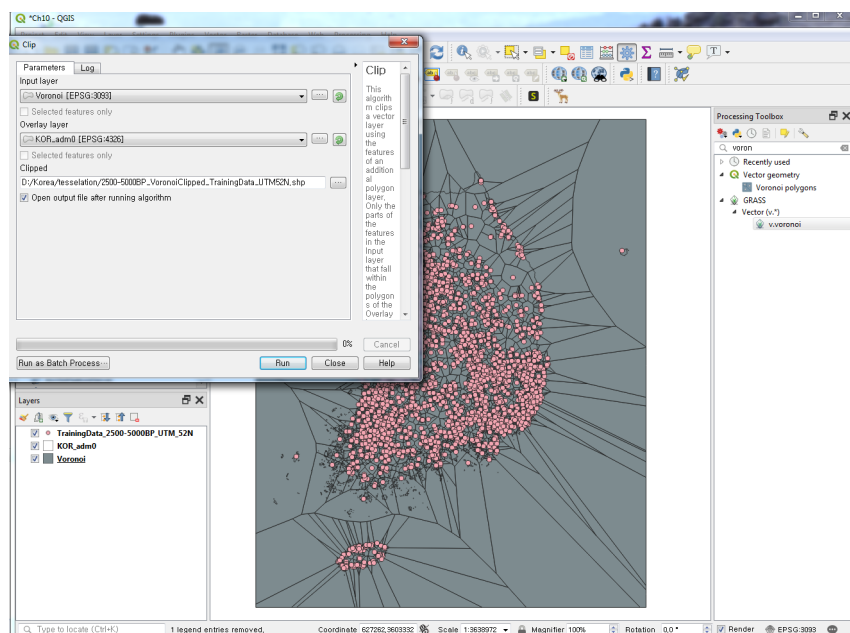 *Ch10 - QGIS
Clip
Parameters
Log
Input layer
Voronoi [EPSG:3093]
Selected features only
Overlay layer
KOR_adm0 [EPSG:4326]
Selected features only
Clipped
D:/Korea/tesselation/2500-5000BP_VoronoiClipped_TrainingData_UTM52N.shp
Open output file after running algorithm
Clip
This
algorith
m clips
a vector
layer
using
the
features
of an
addition
al
polygon
layer,
Only the
parts of
the
features
in the
Input
layer
that fall
within
the
polygon
s of the
Overlay
0%
Cancel
Run as Batch Process...
Run
Close
Help
Processing Toolbox
voron
Recently used
Vector geometry
Voronoi polygons
GRASS
Vector (v.*)
v.voronoi
Layers
TrainingData_2500-5000BP_UTM_52N
KOR_adm0
Voronoi
Type to locate (Ctrl+K)
1 legend entries removed,
Coordinate 627262,3603332
Scale 1:3638972
Magnifier 100%
Rotation 0,0 °
Render
EPSG:3093